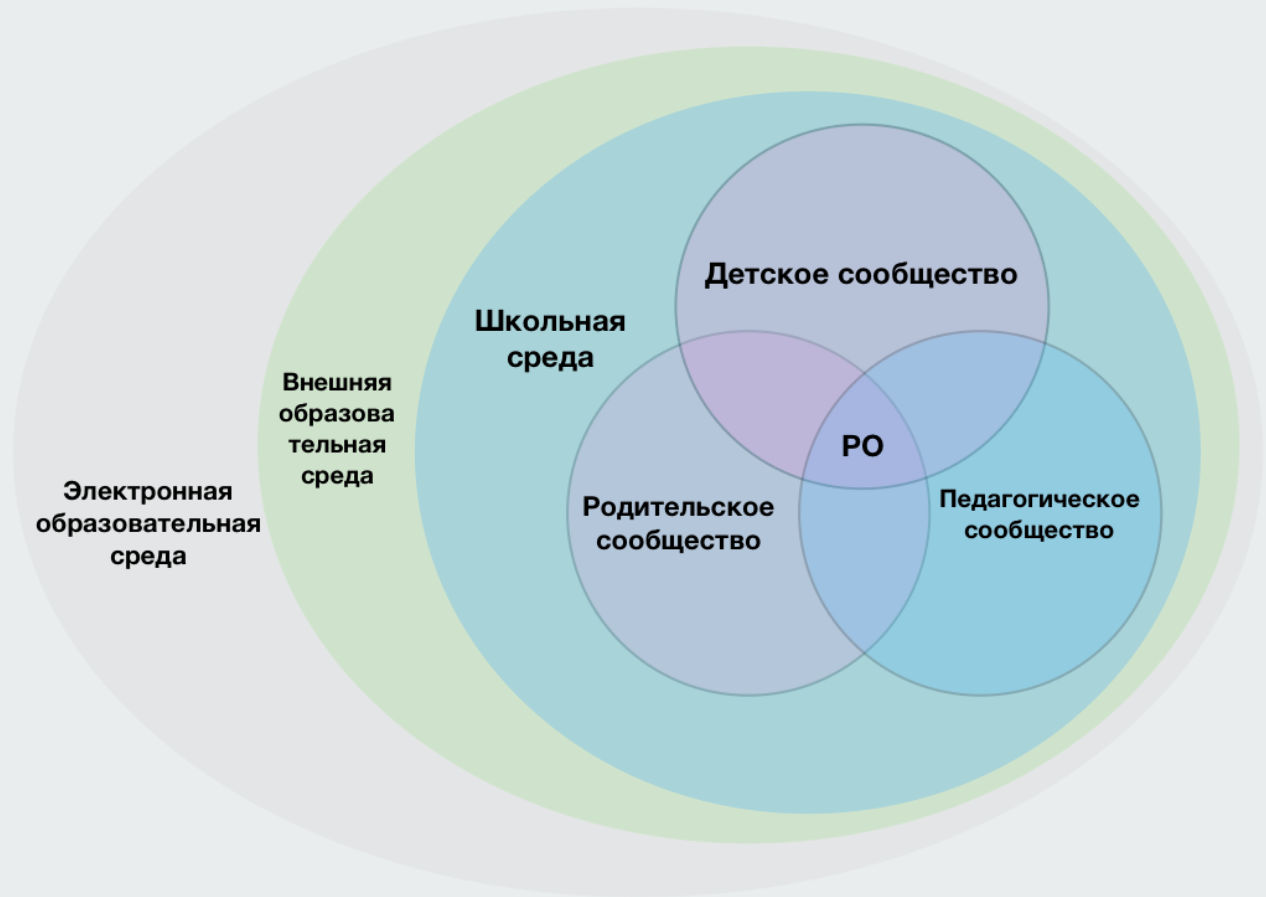 Детское сообщество
Школьная
среда
Внешняя
образова
тельная
среда
РО
Электронная
образовательная
среда
Родительское
сообщество
Педагогическое
сообщество